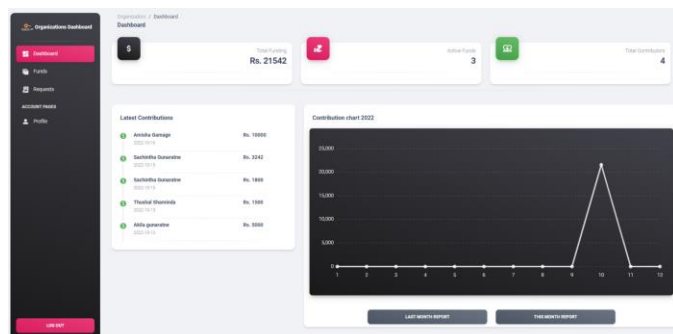 Organizations Dashboard
Dashboard
Funds
Requests
ACCOUNT PAGES
Profile
LOG OUT
Organization / Dashboard
Dashboard
Total Funding
Rs. 21542
Active Funds
3
Total Contributors
4
Latest Contributions
Amisha Gamage
Rs. 10000
Sachintha Gunaratne
Rs. 3242
Sachintha Gunaratne
Rs. 1800
Thushal Shaminda
Rs. 1500
Akila gunaratne
Rs. 5000
Contribution chart 2022
25,000
20,000
15,000
10,000
5,000
0
1 2 3 4 5 6 7 8 9 10 11 12
LAST MONTH REPORT
THIS MONTH REPORT